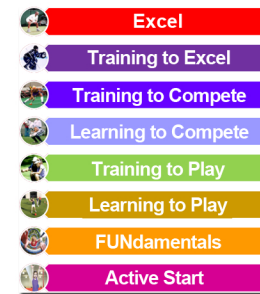 Excel
Training to Excel
Training to Compete
Learning to Compete
Training to Play
Learning to Play
FUNdamentals
Active Start